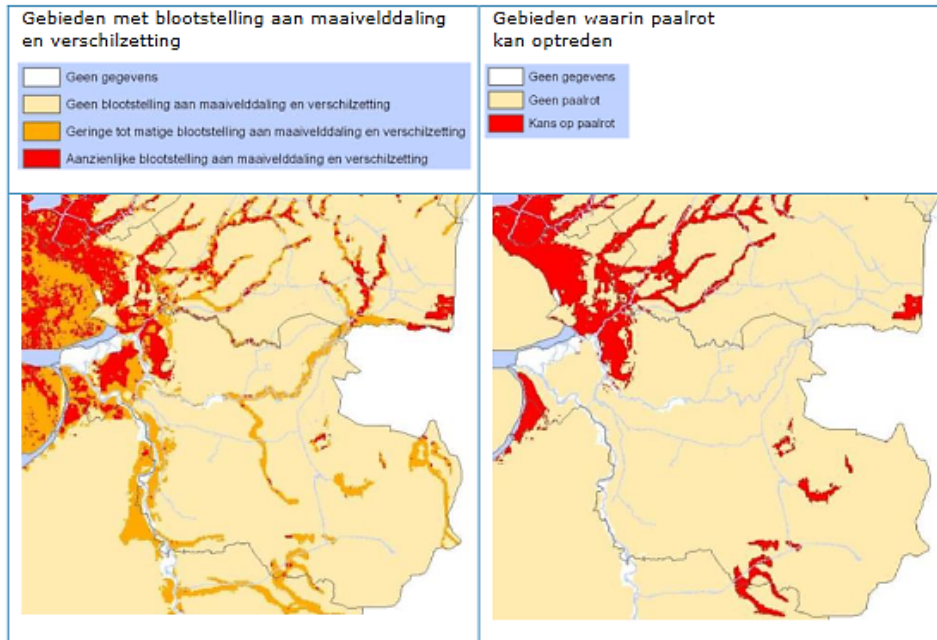 Gebieden met blootstelling aan maaivelddaling
en verschilzetting
Geen gegevens
Geen blootstelling aan maaivelddaling en verschilzetting
Geringe tot matige blootstelling aan maaivelddaling en verschilzetting
Aanzienlijke blootstelling aan maaivelddaling en verschilzetting
Gebieden waarin paalrot
kan optreden
Geen gegevens
Geen paalrot
Kans op paalrot